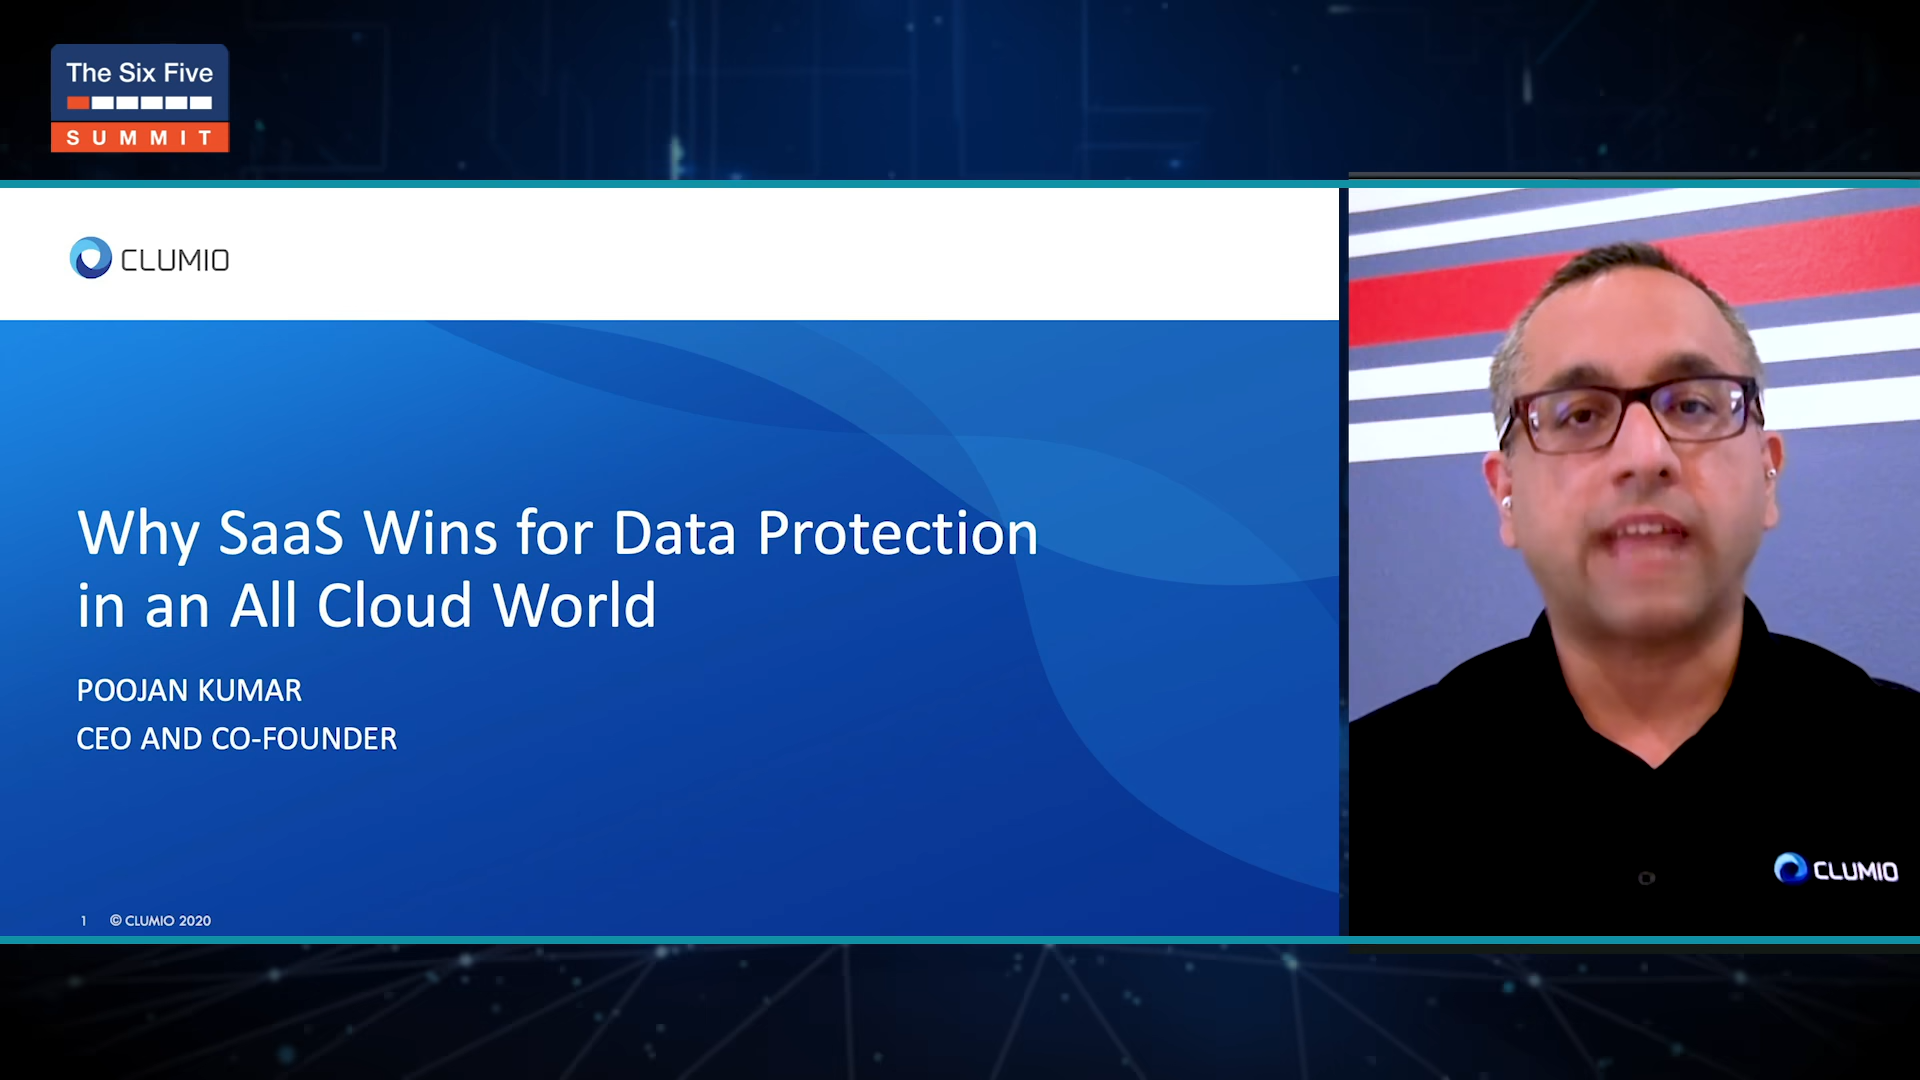 The Six Five
SUMMIT
CLUMIO
Why SaaS Wins for Data Protection
in an All Cloud World
POOJAN KUMAR
CEO AND CO-FOUNDER
1 © CLUMIO 2020
CLUMIO